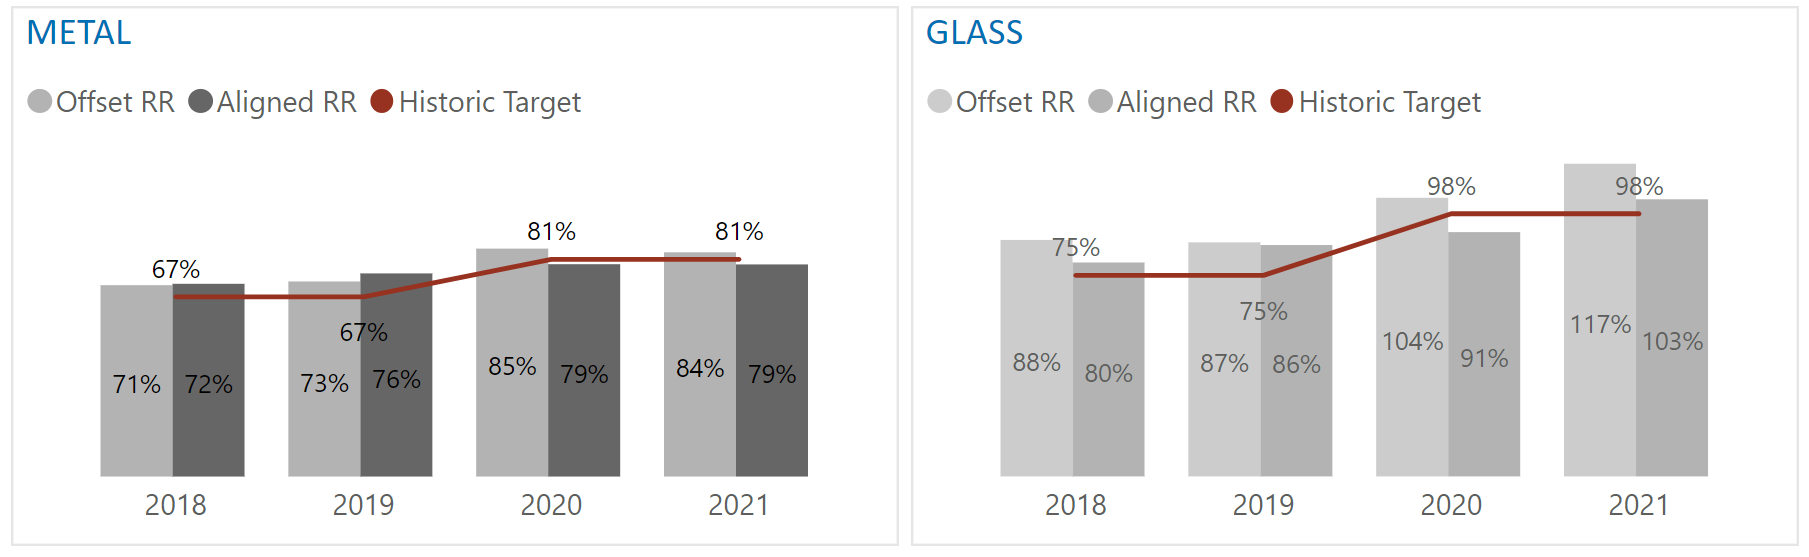 METAL
Offset RR Aligned RR Historic Target
67% 67% 81% 81%
71% 72% 73% 76% 85% 79% 84% 79%
2018 2019 2020 2021
GLASS
Offset RR Aligned RR Historic Target
75% 75% 98% 98%
88% 80% 87% 86% 104% 91% 117% 103%
2018 2019 2020 2021